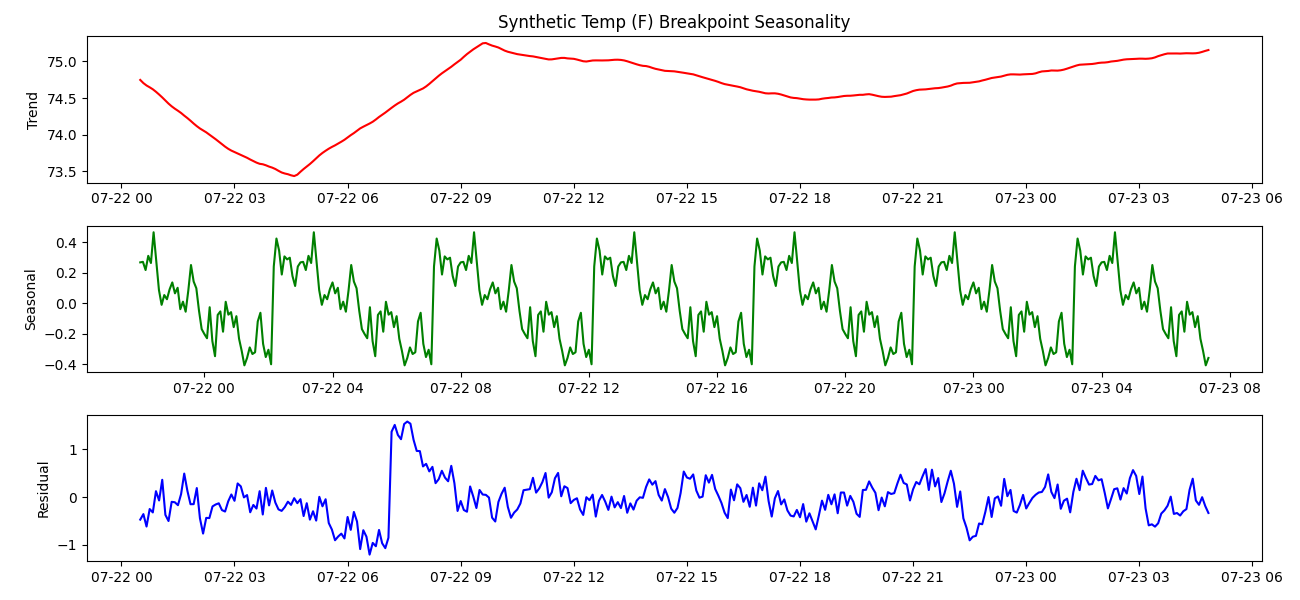 Synthetic Temp (F) Breakpoint Seasonality
Trend
75.0
74.5
74.0
73.5
07-22 00 07-22 03 07-22 06 07-22 09 07-22 12 07-22 15 07-22 18 07-22 21 07-23 00 07-23 03 07-23 06
Seasonal
0.4
0.2
0.0
−0.2
−0.4
07-22 00 07-22 04 07-22 08 07-22 12 07-22 16 07-22 20 07-23 00 07-23 04 07-23 08
Residual
1
0
−1
07-22 00 07-22 03 07-22 06 07-22 09 07-22 12 07-22 15 07-22 18 07-22 21 07-23 00 07-23 03 07-23 06